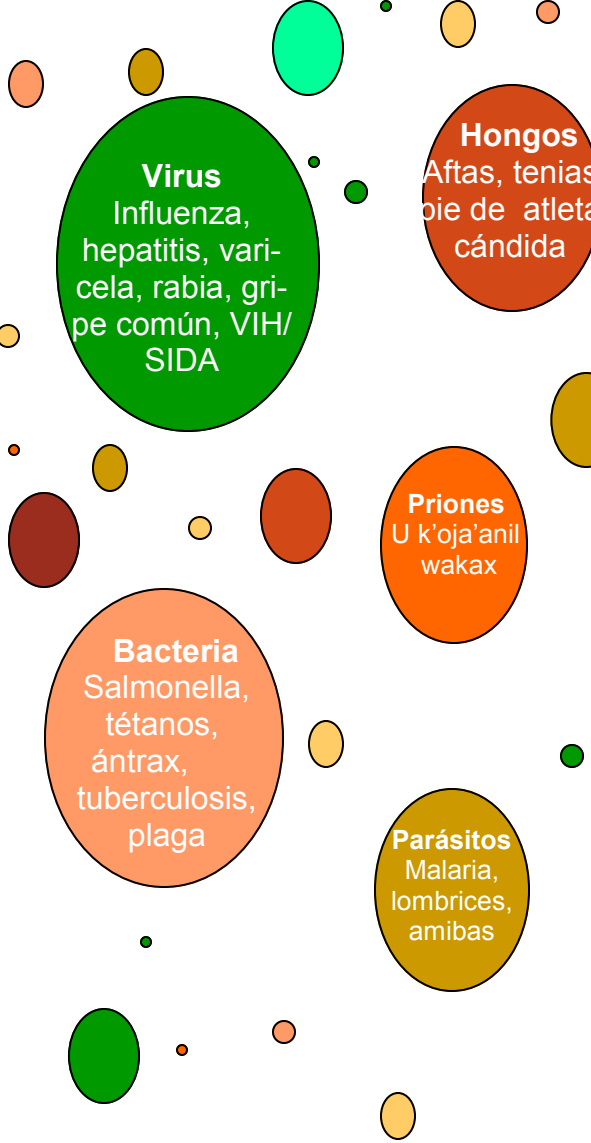 Virus
Influenza,
hepatitis, vari-
cela, rabia, gri-
pe común, VIH/
SIDA
Hongos
Aftas, tenias
pie de atleta
cándida
Priones
U k’oja’anil
wakax
Bacteria
Salmonella,
tétanos,
ántrax,
tuberculosis,
plaga
Parásitos
Malaria,
lombrices,
amibas